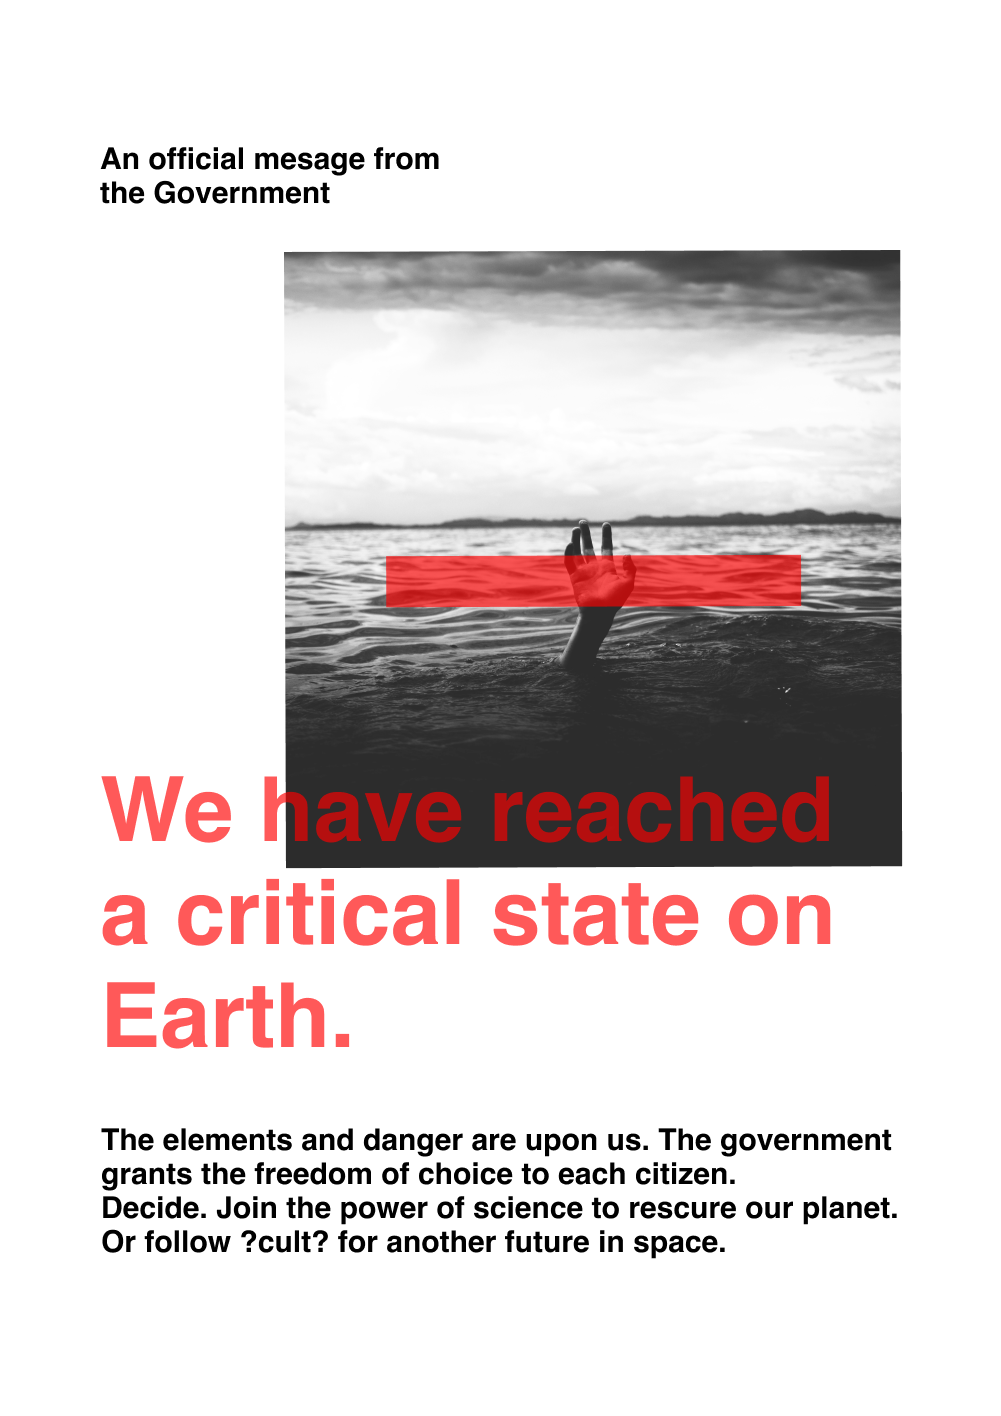 An official mesage from
the Government
We have reached
a critical state on
Earth.
The elements and danger are upon us. The government
grants the freedom of choice to each citizen.
Decide. Join the power of science to rescure our planet.
Or follow ?cult? for another future in space.